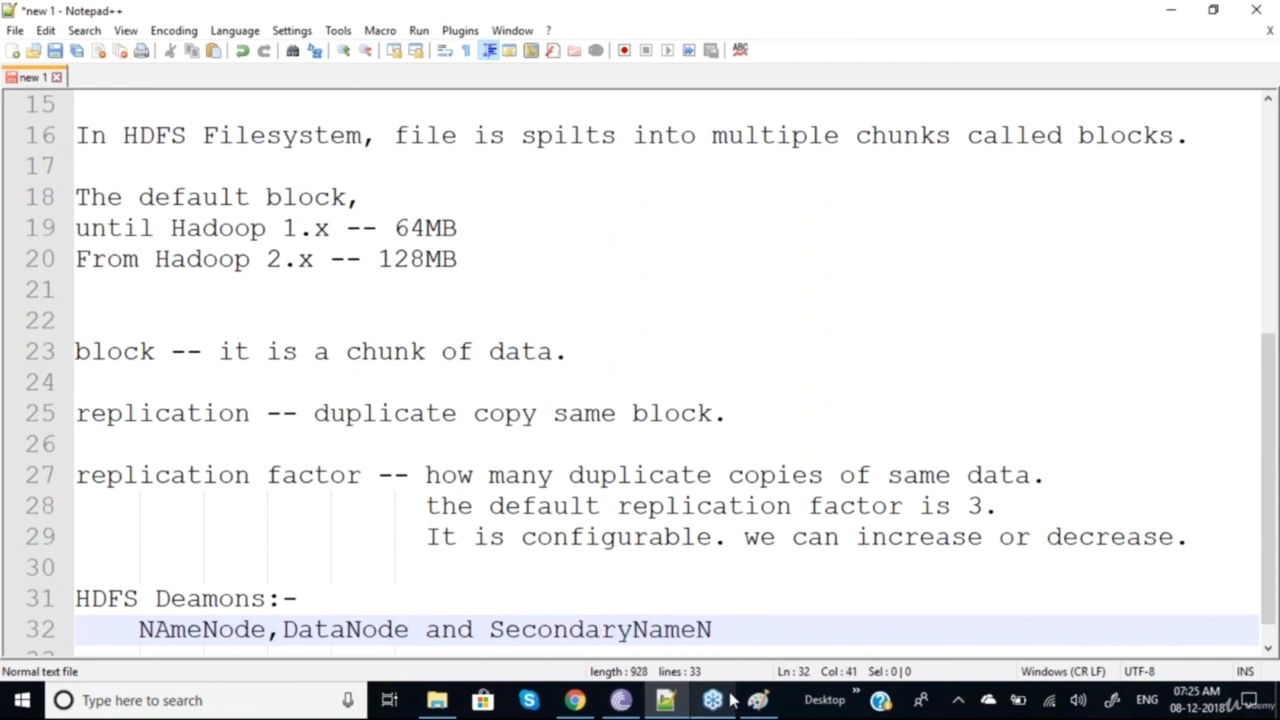 *new 1 - Notepad++
File Edit Search View Encoding Language Settings Tools Macro Run Plugins Window ? X
new 1
15
16 In HDFS Filesystem, file is spilts into multiple chunks called blocks.
17
18 The default block,
19 until Hadoop 1.x -- 64MB
20 From Hadoop 2.x -- 128MB
21
22
23 block -- it is a chunk of data.
24
25 replication -- duplicate copy same block.
26
27 replication factor -- how many duplicate copies of same data.
28 the default replication factor is 3.
29 It is configurable. we can increase or decrease.
30
31 HDFS Deamons:-
32 NAmeNode,DataNode and SecondaryNameN
Normal text file length : 928 lines : 33 Ln : 32 Col : 41 Sel : 0 | 0 Windows (CR LF) UTF-8 INS
Type here to search Desktop ENG 07:25 AM
08-12-2018
Udemy